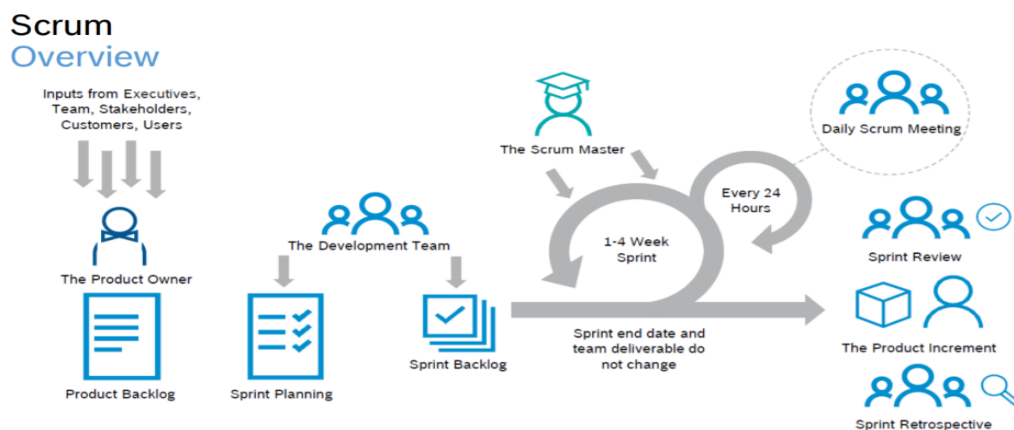 Scrum
Overview
Inputs from Executives,
Team, Stakeholders,
Customers, Users
The Product Owner
Product Backlog
The Development Team
Sprint Planning
Sprint Backlog
The Scrum Master
1-4 Week
Sprint
Every 24
Hours
Sprint end date and
team deliverable do
not change
Daily Scrum Meeting
Sprint Review
The Product Increment
Sprint Retrospective